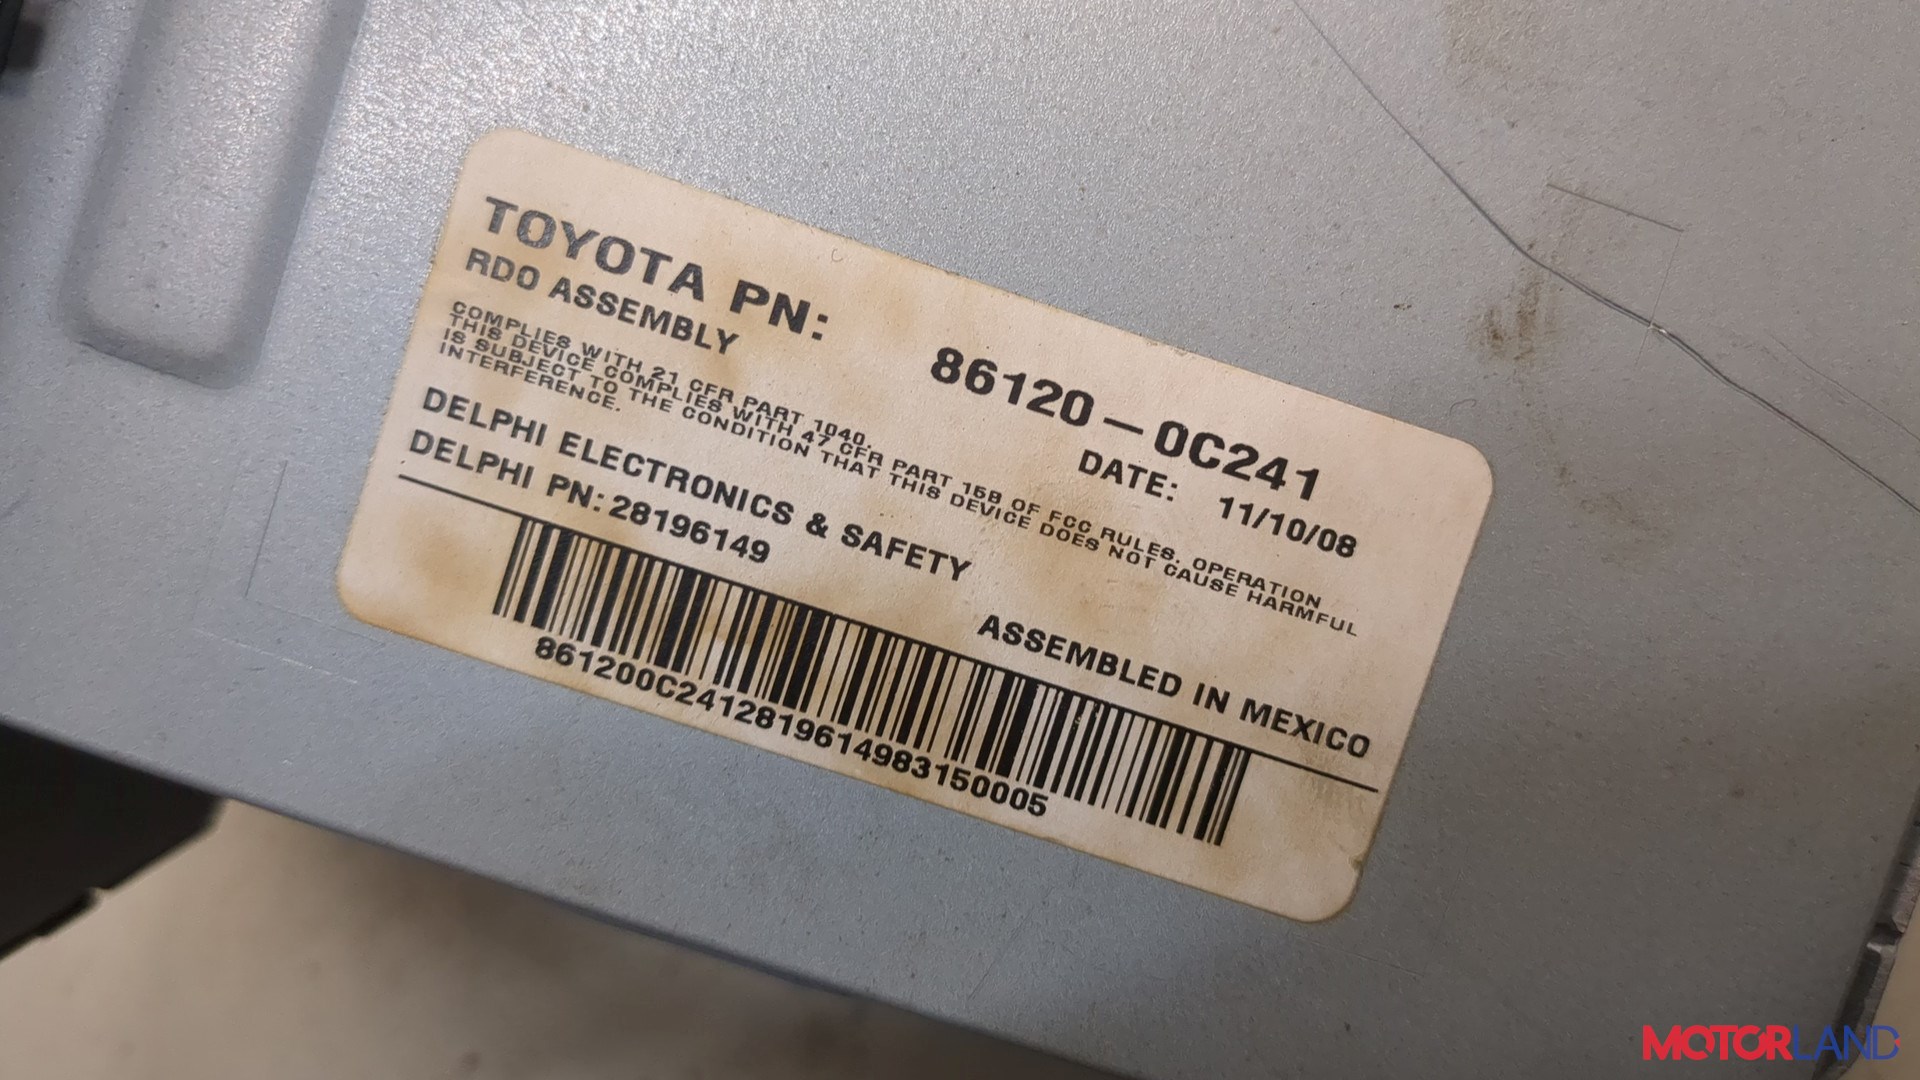 TOYOTA PN: 86120-0C241
RDO ASSEMBLY DATE: 11/10/08
COMPLIES WITH 21 CFR PART 1040.
THIS DEVICE COMPLIES WITH 47 CFR PART 15B OF FCC RULES. OPERATION
IS SUBJECT TO THE CONDITION THAT THIS DEVICE DOES NOT CAUSE HARMFUL
INTERFERENCE.
DELPHI ELECTRONICS & SAFETY
DELPHI PN: 28196149 ASSEMBLED IN MEXICO
861200C2412819614983150005
MOTORLAND